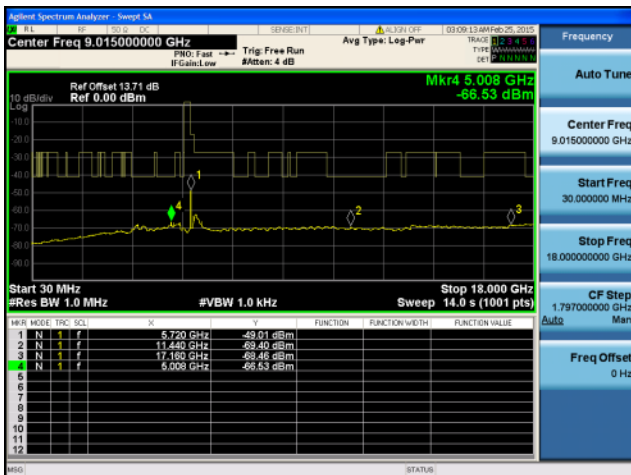 Agilent Spectrum Analyzer - Swept SA
RL RF 50 Ω DC SENSE:INT ALIGN OFF 03:09:13 AM Feb 25, 2015
Center Freq 9.015000000 GHz
PNO: Fast
IFGain:Low
Trig: Free Run
#Atten: 4 dB
Avg Type: Log-Pwr
TRACE 1 2 3 4 5 6
TYPE
DET P N N N N N
Ref Offset 13.71 dB
10 dB/div Ref 0.00 dBm
Log
Mkr4 5.008 GHz
-66.53 dBm
-10.0
-20.0
-30.0
-40.0
-50.0
-60.0
-70.0
-80.0
-90.0
1
4
2
3
Start 30 MHz Stop 18.000 GHz
#Res BW 1.0 MHz #VBW 1.0 kHz Sweep 14.0 s (1001 pts)
MKR MODE TRC SCL X Y FUNCTION FUNCTION WIDTH FUNCTION VALUE
1 N 1 f 5.720 GHz -49.01 dBm
2 N 1 f 11.440 GHz -69.40 dBm
3 N 1 f 17.160 GHz -68.46 dBm
4 N 1 f 5.008 GHz -66.53 dBm
5
6
7
8
9
10
11
12
MSG STATUS
Frequency
Auto Tune
Center Freq
9.015000000 GHz
Start Freq
30.000000 MHz
Stop Freq
18.000000000 GHz
CF Step
1.797000000 GHz
Auto Man
Freq Offset
0 Hz